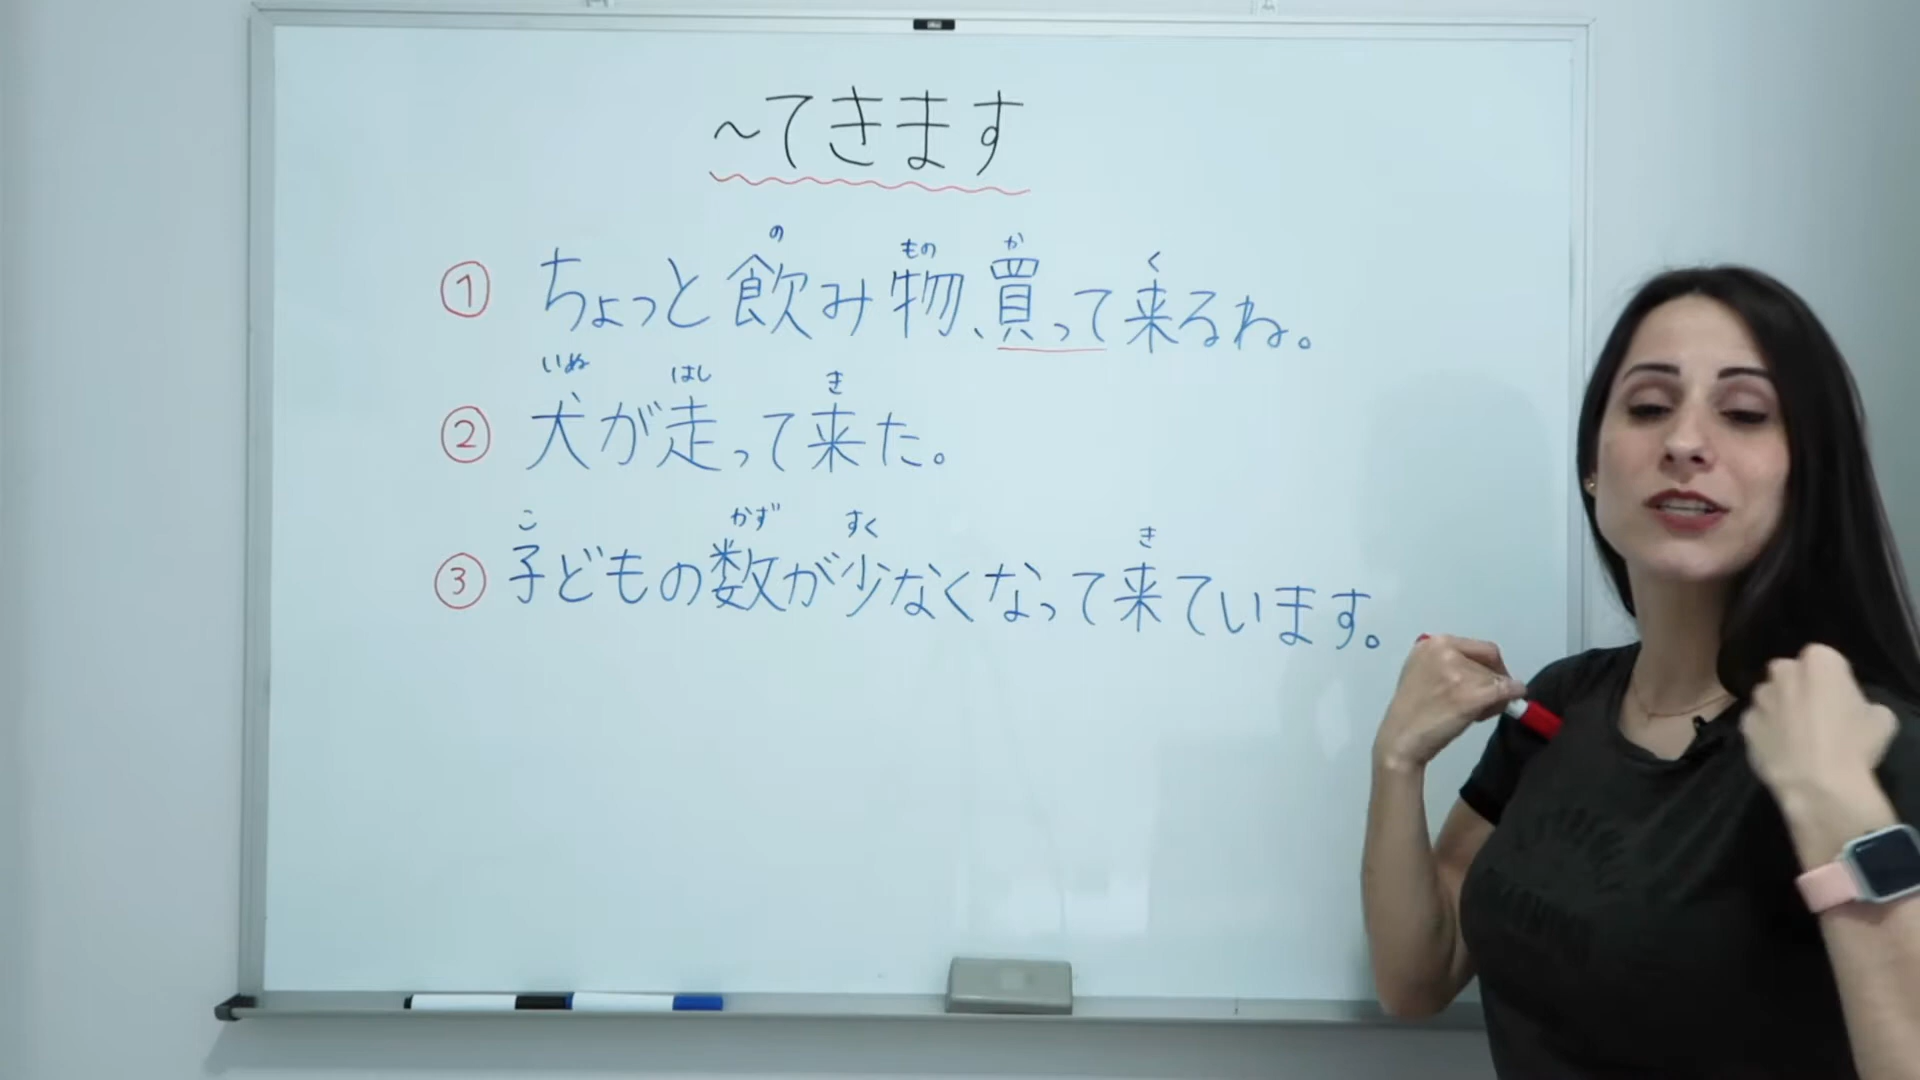 ～てきます
の もの か く
① ちょっと飲み物、買って来るね。
いぬ はし き
② 犬が走って来た。
こ かず すく き
③ 子どもの数が少なくなって来ています。